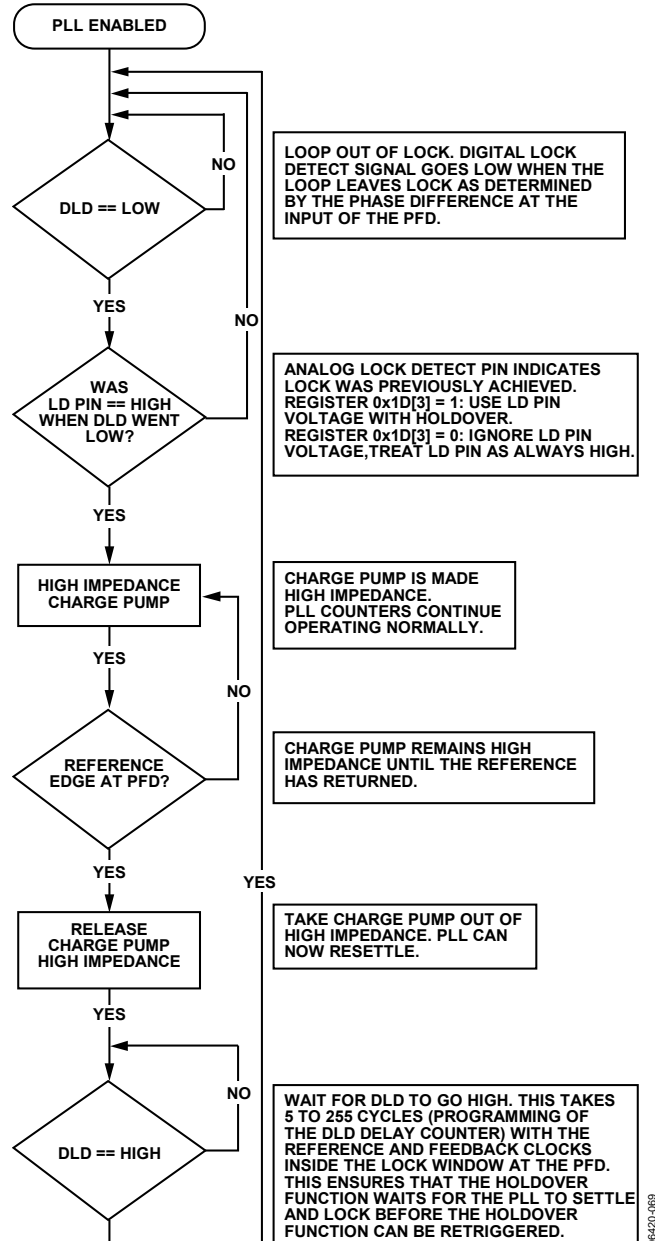 PLL ENABLED
NO
DLD == LOW
LOOP OUT OF LOCK. DIGITAL LOCK
DETECT SIGNAL GOES LOW WHEN THE
LOOP LEAVES LOCK AS DETERMINED
BY THE PHASE DIFFERENCE AT THE
INPUT OF THE PFD.
YES
NO
WAS
LD PIN == HIGH
WHEN DLD WENT
LOW?
ANALOG LOCK DETECT PIN INDICATES
LOCK WAS PREVIOUSLY ACHIEVED.
REGISTER 0x1D[3] = 1: USE LD PIN
VOLTAGE WITH HOLDOVER.
REGISTER 0x1D[3] = 0: IGNORE LD PIN
VOLTAGE,TREAT LD PIN AS ALWAYS HIGH.
YES
HIGH IMPEDANCE
CHARGE PUMP
CHARGE PUMP IS MADE
HIGH IMPEDANCE.
PLL COUNTERS CONTINUE
OPERATING NORMALLY.
YES
NO
REFERENCE
EDGE AT PFD?
CHARGE PUMP REMAINS HIGH
IMPEDANCE UNTIL THE REFERENCE
HAS RETURNED.
YES
YES
RELEASE
CHARGE PUMP
HIGH IMPEDANCE
TAKE CHARGE PUMP OUT OF
HIGH IMPEDANCE. PLL CAN
NOW RESETTLE.
YES
NO
DLD == HIGH
WAIT FOR DLD TO GO HIGH. THIS TAKES
5 TO 255 CYCLES (PROGRAMMING OF
THE DLD DELAY COUNTER) WITH THE
REFERENCE AND FEEDBACK CLOCKS
INSIDE THE LOCK WINDOW AT THE PFD.
THIS ENSURES THAT THE HOLDOVER
FUNCTION WAITS FOR THE PLL TO SETTLE
AND LOCK BEFORE THE HOLDOVER
FUNCTION CAN BE RETRIGGERED.
06420-069